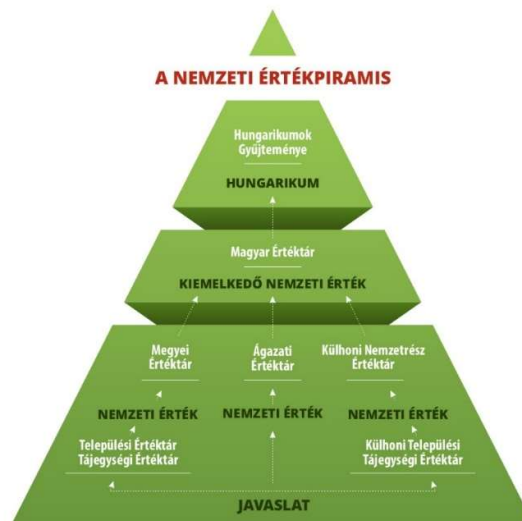 A NEMZETI ÉRTÉKPIRAMIS
Hungarikumok
Gyűjteménye
HUNGARIKUM
Magyar Értéktár
KIEMELKEDŐ NEMZETI ÉRTÉK
Megyei
Értéktár
Ágazati
Értéktár
Külhoni Nemzetrész
Értéktár
NEMZETI ÉRTÉK
NEMZETI ÉRTÉK
NEMZETI ÉRTÉK
Települési Értéktár
Tájegységi Értéktár
Külhoni Települési
Tájegységi Értéktár
JAVASLAT